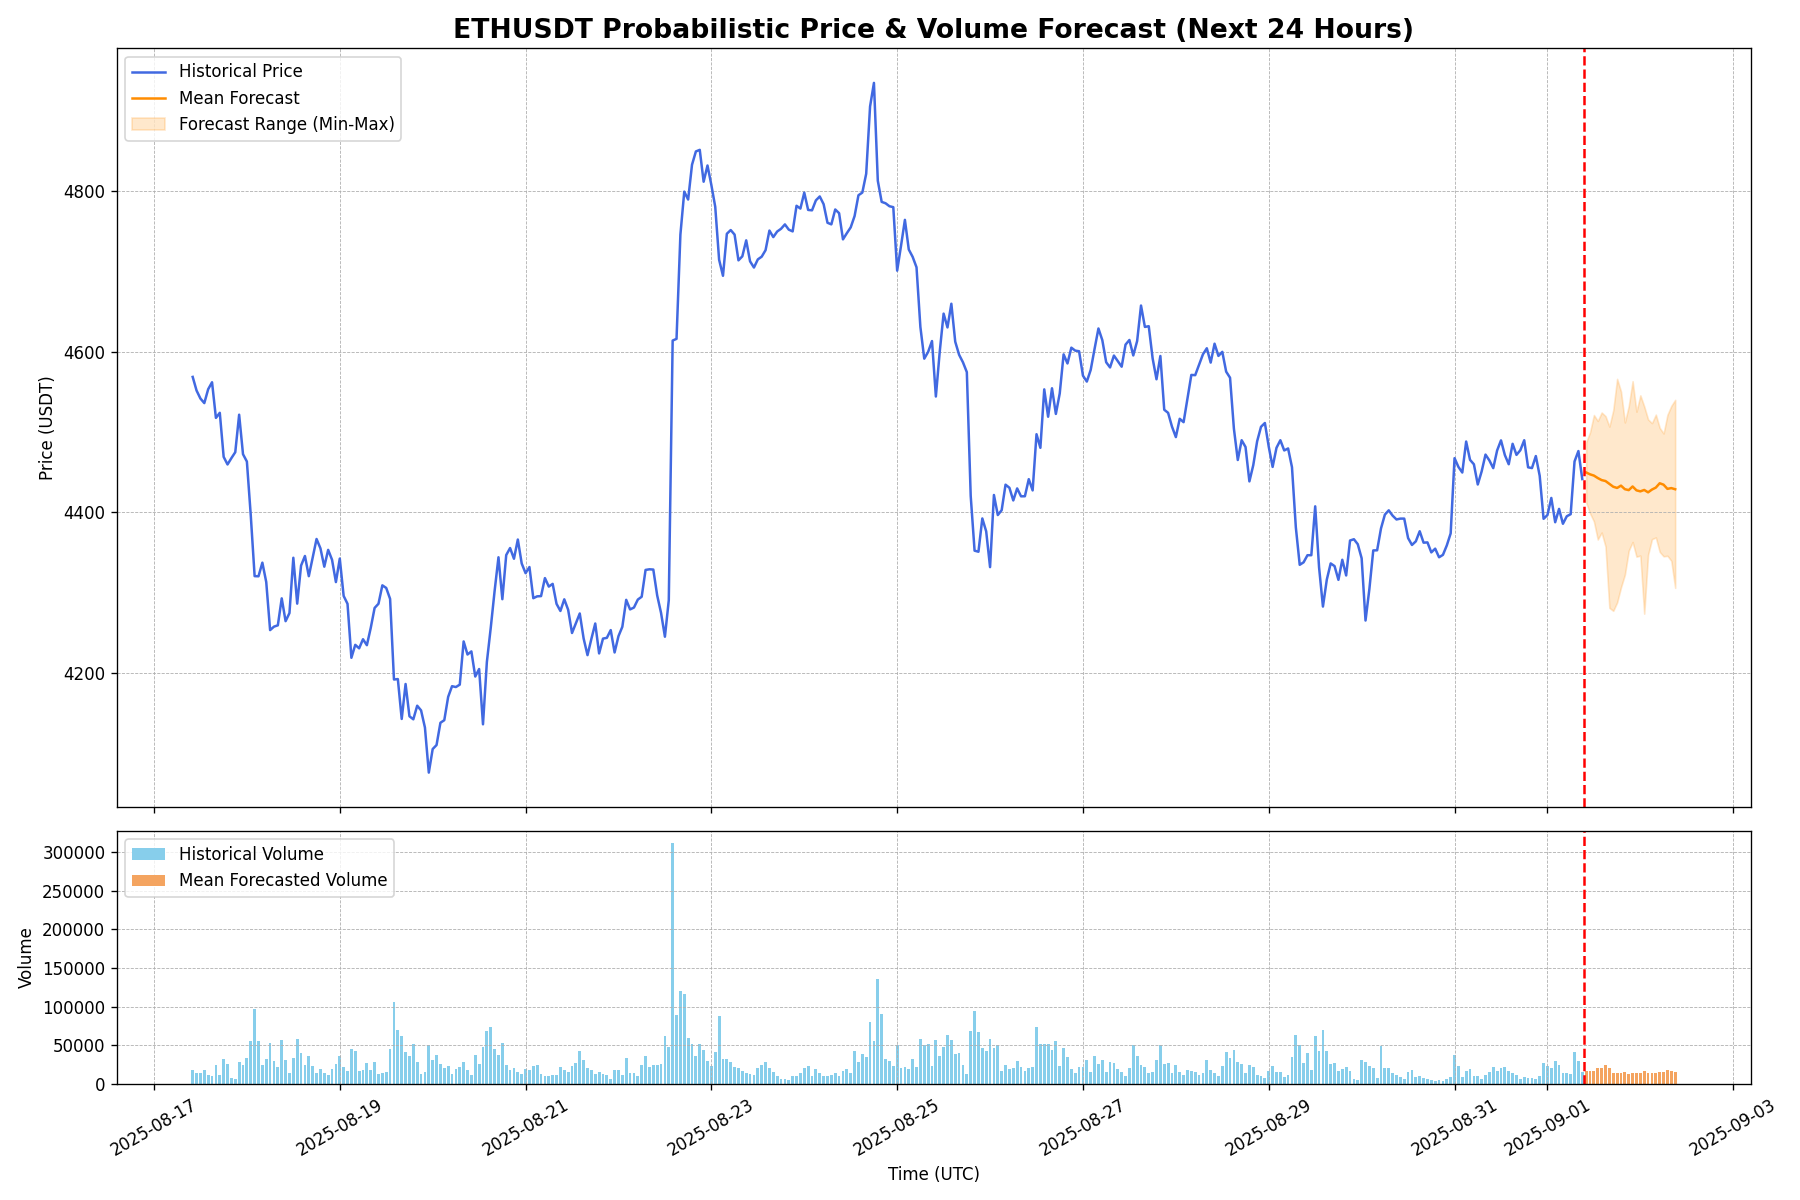 ETHUSDT Probabilistic Price & Volume Forecast (Next 24 Hours)
Historical Price
Mean Forecast
Forecast Range (Min-Max)
4800
4600
4400
4200
Price (USDT)
Historical Volume
Mean Forecasted Volume
300000
250000
200000
150000
100000
50000
0
Volume
2025-08-17
2025-08-19
2025-08-21
2025-08-23
2025-08-25
2025-08-27
2025-08-29
2025-08-31
2025-09-01
2025-09-03
Time (UTC)